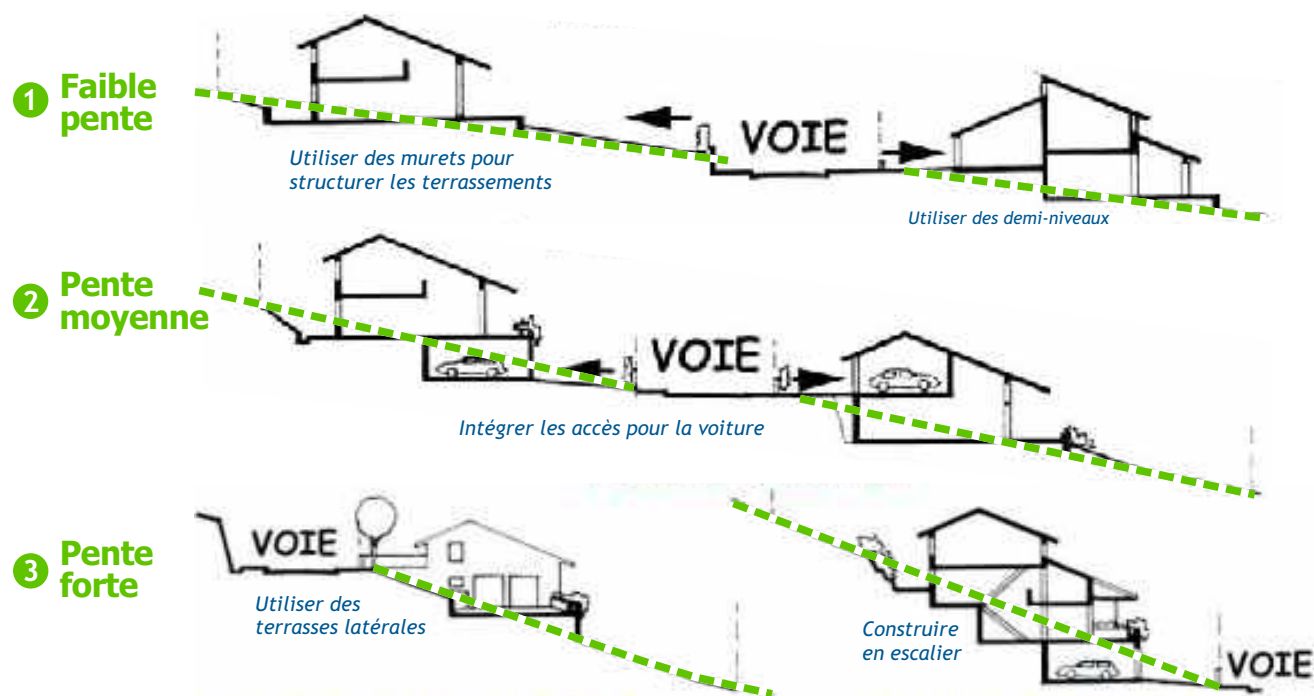 1 Faible
pente
VOIE
Utiliser des murets pour
structurer les terrassements
Utiliser des demi-niveaux
2 Pente
moyenne
VOIE
Intégrer les accès pour la voiture
3 Pente
forte
VOIE
Utiliser des
terrasses latérales
Construire
en escalier
VOIE